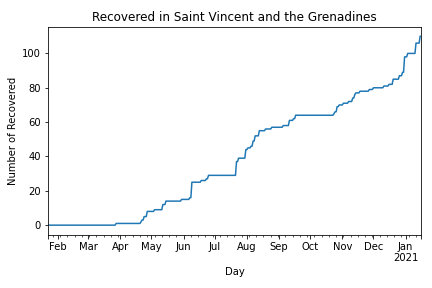 Recovered in Saint Vincent and the Grenadines
Number of Recovered
100
80
60
40
20
0
Feb Mar Apr May Jun Jul Aug Sep Oct Nov Dec Jan
2021
Day